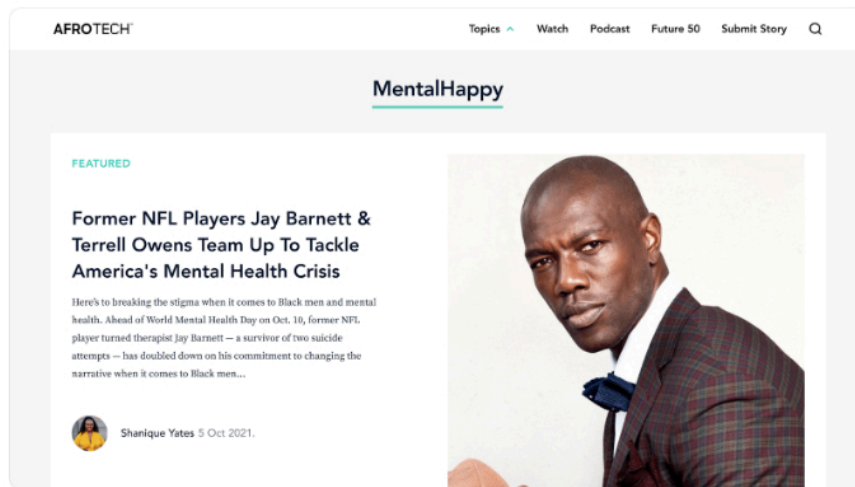 AFROTECH™
Topics Watch Podcast Future 50 Submit Story
MentalHappy
FEATURED
Former NFL Players Jay Barnett &
Terrell Owens Team Up To Tackle
America's Mental Health Crisis
Here's to breaking the stigma when it comes to Black men and mental
health. Ahead of World Mental Health Day on Oct. 10, former NFL
player turned therapist Jay Barnett — a survivor of two suicide
attempts — has doubled down on his commitment to changing the
narrative when it comes to Black men...
Shanique Yates 5 Oct 2021.